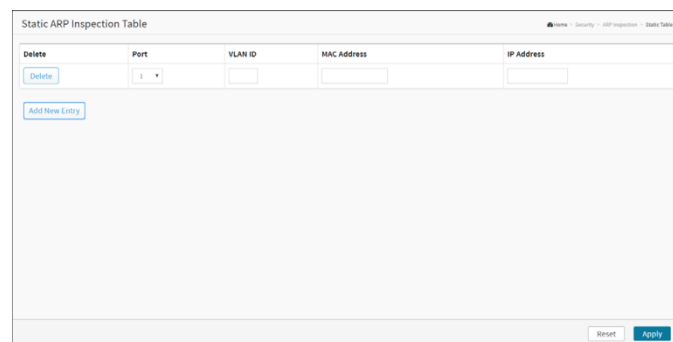 Static ARP Inspection Table
Home > Security > ARP Inspection > Static Table
Delete Port VLAN ID MAC Address IP Address
Delete 1
Add New Entry
Reset Apply